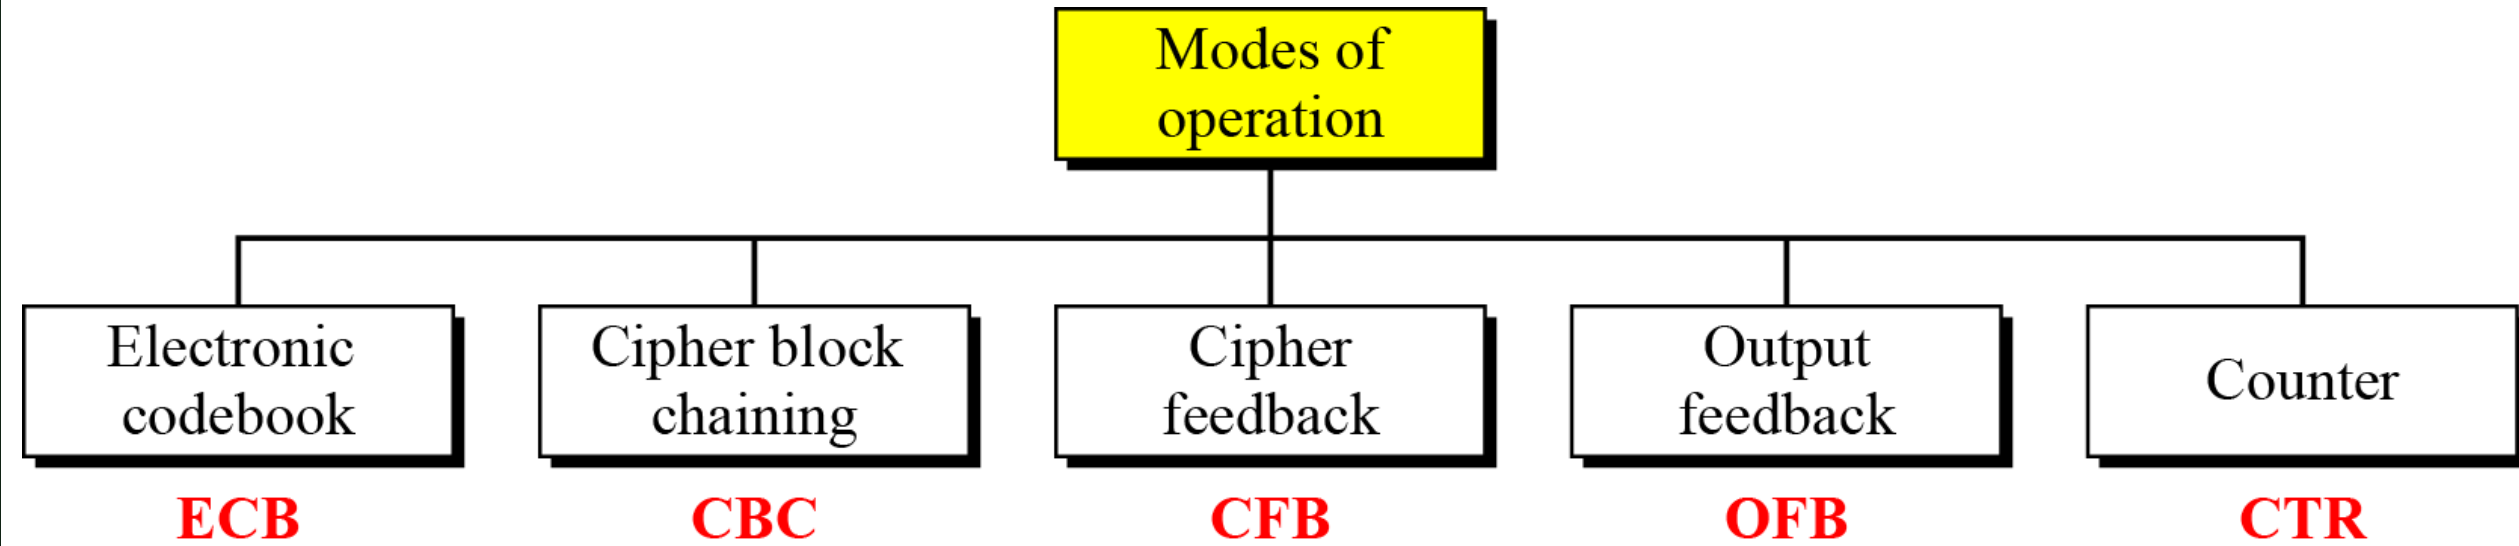 Modes of
operation
Electronic
codebook
Cipher block
chaining
Cipher
feedback
Output
feedback
Counter
ECB
CBC
CFB
OFB
CTR